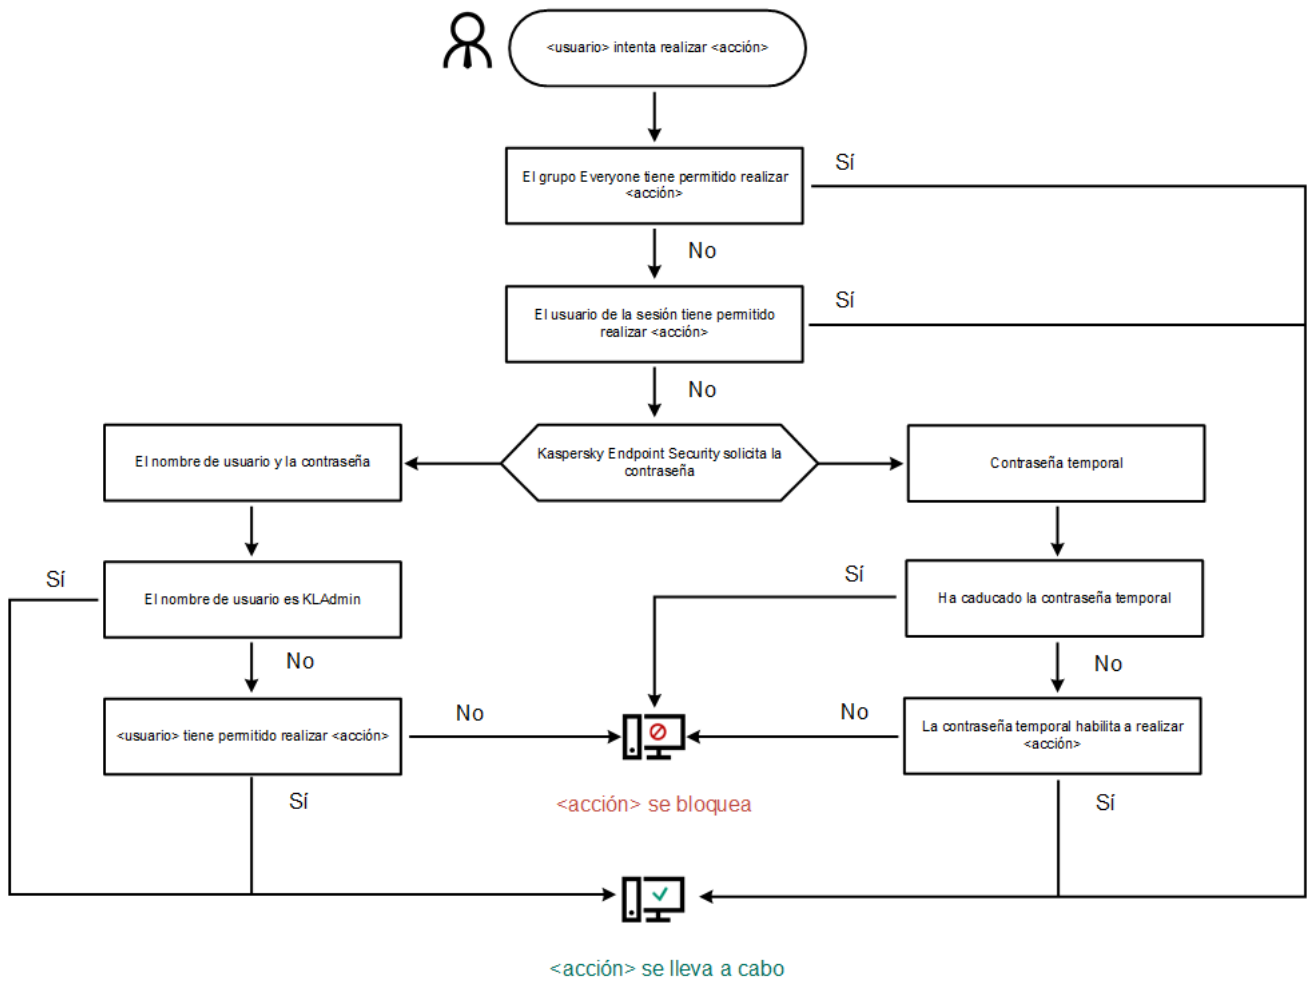 <usuario> intenta realizar <acción>
El grupo Everyone tiene permitido realizar
<acción>
Sí
No
El usuario de la sesión tiene permitido
realizar <acción>
Sí
No
Kaspersky Endpoint Security solicita la
contraseña
El nombre de usuario y la contraseña
Contraseña temporal
Sí
El nombre de usuario es KLAdmin
No
Sí
Ha caducado la contraseña temporal
No
<usuario> tiene permitido realizar <acción>
No
Sí
No
La contraseña temporal habilita a realizar
<acción>
Sí
<acción> se bloquea
<acción> se lleva a cabo